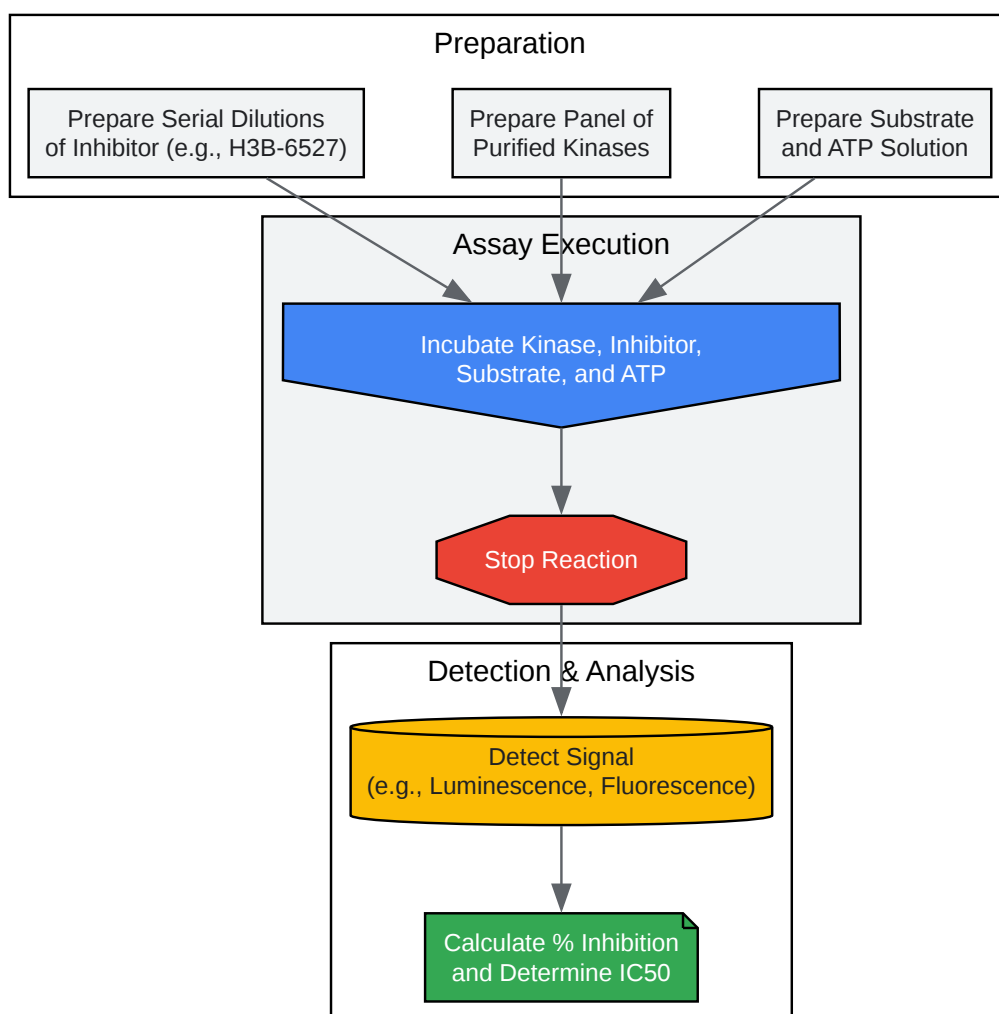 Preparation
Prepare Serial Dilutions
of Inhibitor (e.g., H3B-6527)
Prepare Panel of
Purified Kinases
Prepare Substrate
and ATP Solution
Assay Execution
Incubate Kinase, Inhibitor,
Substrate, and ATP
Stop Reaction
Detection & Analysis
Detect Signal
(e.g., Luminescence, Fluorescence)
Calculate % Inhibition
and Determine IC50